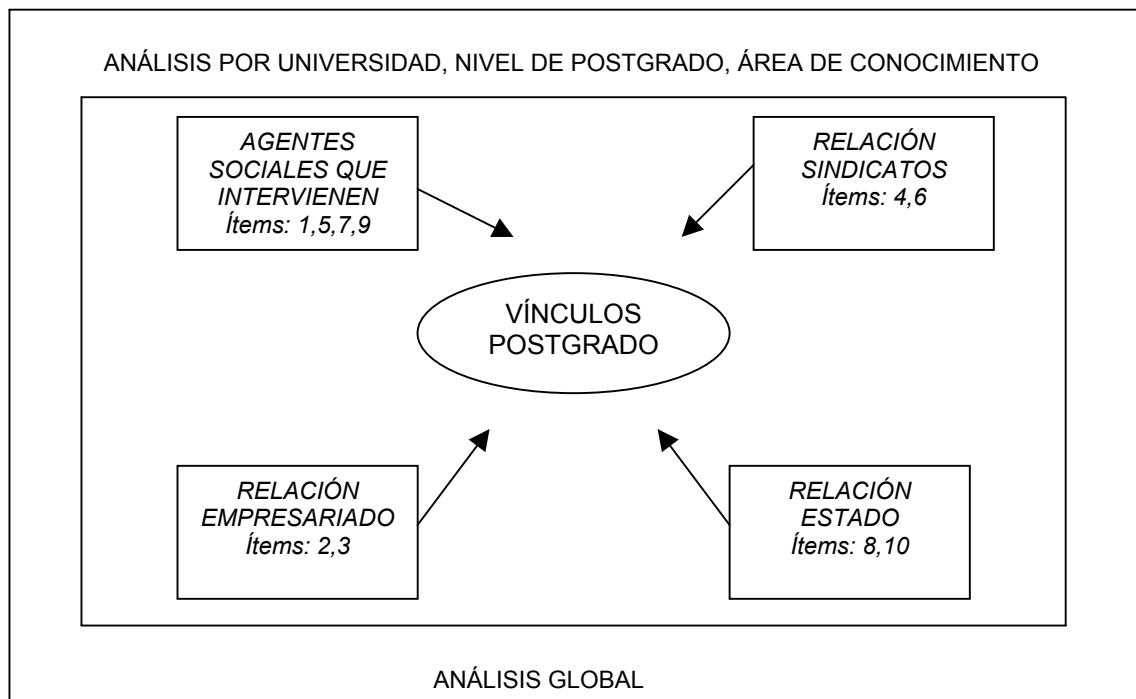 ANÁLISIS POR UNIVERSIDAD, NIVEL DE POSTGRADO, ÁREA DE CONOCIMIENTO
AGENTES
SOCIALES QUE
INTERVIENEN
Ítems: 1,5,7,9
RELACIÓN
SINDICATOS
Ítems: 4,6
VÍNCULOS
POSTGRADO
RELACIÓN
EMPRESARIADO
Ítems: 2,3
RELACIÓN
ESTADO
Ítems: 8,10
ANÁLISIS GLOBAL